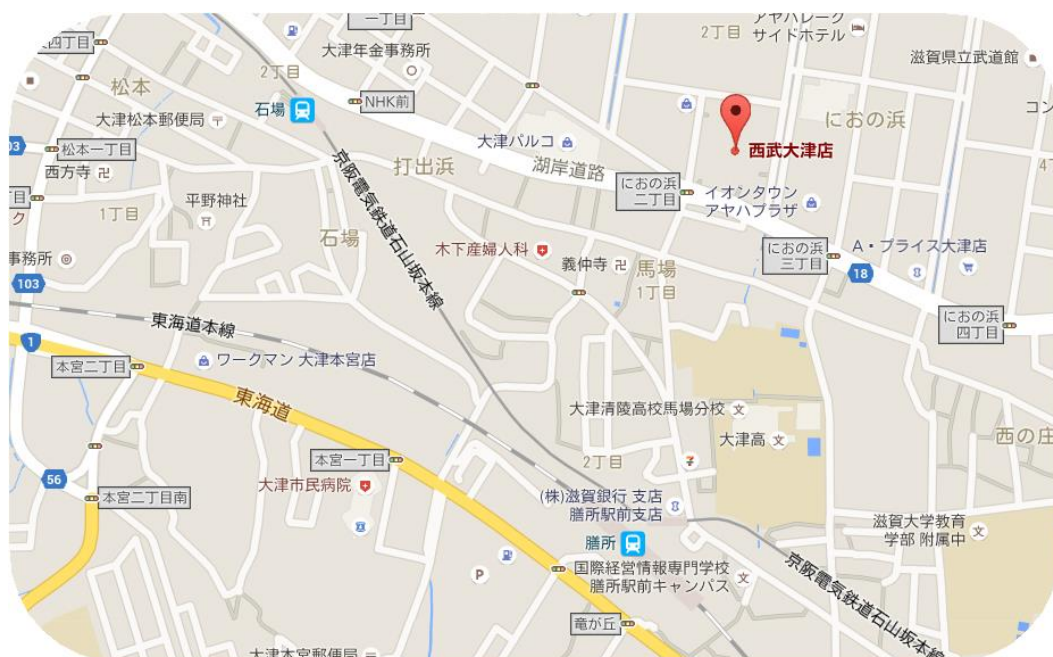 一丁目
大津年金事務所
2丁目
アヤハレーク
サイドホテル
滋賀県立武道館
四丁目
松本
2丁目
石場
NHK前
大津松本郵便局
大津パルコ
におの浜
西武大津店
コン
03
松本一丁目
西方寺
打出浜
湖岸道路
におの浜
二丁目
イオンタウン
アヤハプラザ
4丁
丁目
ク
1丁目
平野神社
石場
京阪電気鉄道石山坂本線
木下産婦人科
義仲寺
馬場
1丁目
におの浜
三丁目
A・プライス大津店
18
事務所
103
東海道本線
におの浜
四丁目
1
本宮二丁目
ワークマン 大津本宮店
東海道
大津清陵高校馬場分校
大津高
西の庄
本宮一丁目
2丁目
56
大津市民病院
本宮二丁目南
(株)滋賀銀行 支店
膳所駅前支店
滋賀大学教育
学部 附属中
膳所
P
国際経営情報専門学校
膳所駅前キャンパス
京阪電気鉄道石山坂本線
竜が丘
大津本宮郵便局